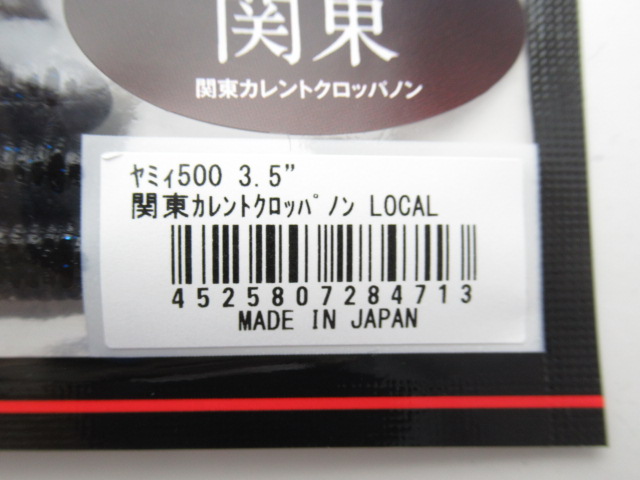 関東
関東カレントクロッパノン
ﾔﾐｨ500 3.5”
関東ｶﾚﾝﾄｸﾛｯﾊﾟﾉﾝ LOCAL
4525807284713
MADE IN JAPAN